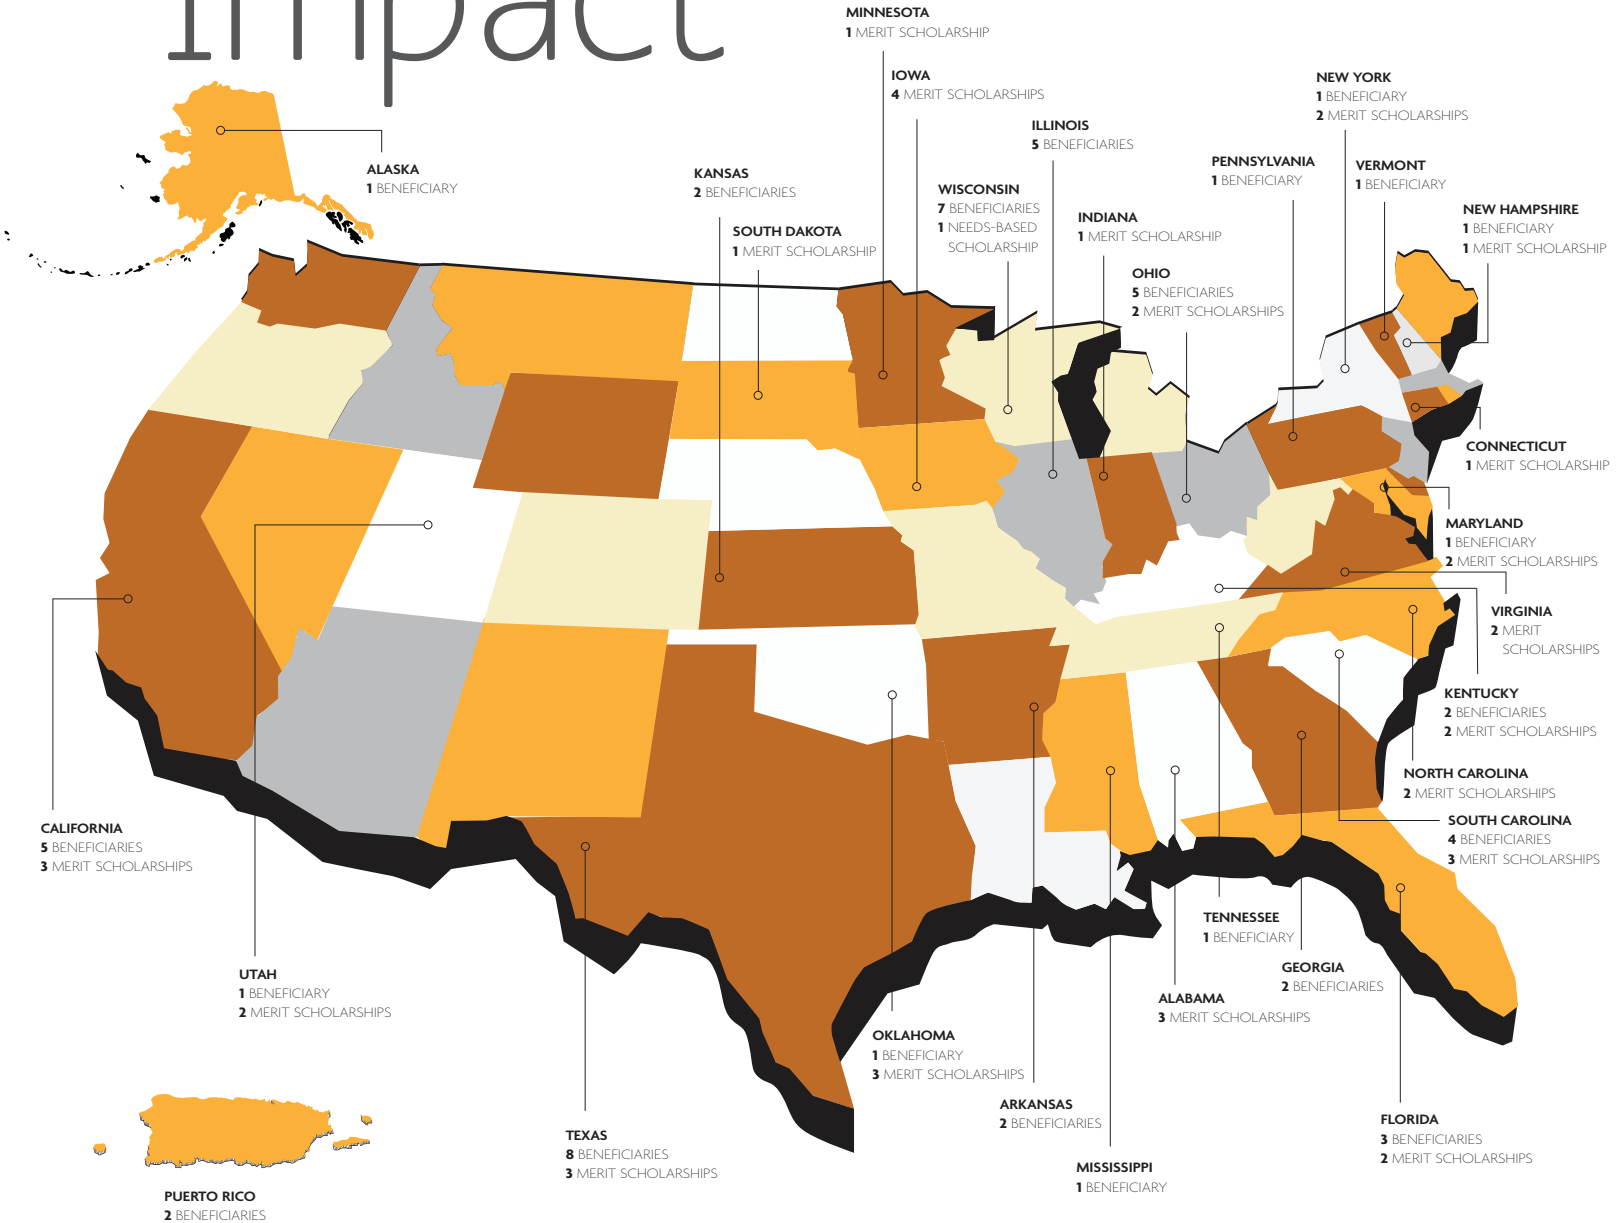 Impact
MINNESOTA
1 MERIT SCHOLARSHIP
IOWA
4 MERIT SCHOLARSHIPS
NEW YORK
1 BENEFICIARY
2 MERIT SCHOLARSHIPS
ILLINOIS
5 BENEFICIARIES
PENNSYLVANIA
1 BENEFICIARY
VERMONT
1 BENEFICIARY
ALASKA
1 BENEFICIARY
KANSAS
2 BENEFICIARIES
WISCONSIN
7 BENEFICIARIES
1 NEEDS-BASED
SCHOLARSHIP
NEW HAMPSHIRE
1 BENEFICIARY
1 MERIT SCHOLARSHIP
INDIANA
1 MERIT SCHOLARSHIP
SOUTH DAKOTA
1 MERIT SCHOLARSHIP
OHIO
5 BENEFICIARIES
2 MERIT SCHOLARSHIPS
CONNECTICUT
1 MERIT SCHOLARSHIP
MARYLAND
1 BENEFICIARY
2 MERIT SCHOLARSHIPS
VIRGINIA
2 MERIT
SCHOLARSHIPS
KENTUCKY
2 BENEFICIARIES
2 MERIT SCHOLARSHIPS
NORTH CAROLINA
2 MERIT SCHOLARSHIPS
SOUTH CAROLINA
4 BENEFICIARIES
3 MERIT SCHOLARSHIPS
CALIFORNIA
5 BENEFICIARIES
3 MERIT SCHOLARSHIPS
TENNESSEE
1 BENEFICIARY
GEORGIA
2 BENEFICIARIES
UTAH
1 BENEFICIARY
2 MERIT SCHOLARSHIPS
ALABAMA
3 MERIT SCHOLARSHIPS
OKLAHOMA
1 BENEFICIARY
3 MERIT SCHOLARSHIPS
ARKANSAS
2 BENEFICIARIES
FLORIDA
3 BENEFICIARIES
2 MERIT SCHOLARSHIPS
TEXAS
8 BENEFICIARIES
3 MERIT SCHOLARSHIPS
MISSISSIPPI
1 BENEFICIARY
PUERTO RICO
2 BENEFICIARIES